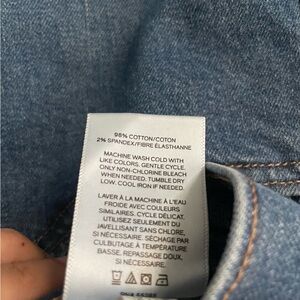 98% COTTON/COTON
2% SPANDEX/FIBRE ÉLASTHANNE
MACHINE WASH COLD WITH
LIKE COLORS. GENTLE CYCLE.
ONLY NON-CHLORINE BLEACH
WHEN NEEDED. TUMBLE DRY
LOW. COOL IRON IF NEEDED.
LAVER À LA MACHINE À L'EAU
FROIDE AVEC COULEURS
SIMILAIRES. CYCLE DÉLICAT.
UTILISEZ SEULEMENT DU
JAVELLISANT SANS CHLORE,
SI NÉCESSAIRE. SÉCHAGE PAR
CULBUTAGE À TEMPÉRATURE
BASSE. REPASSAGE DOUX,
SI NÉCESSAIRE.